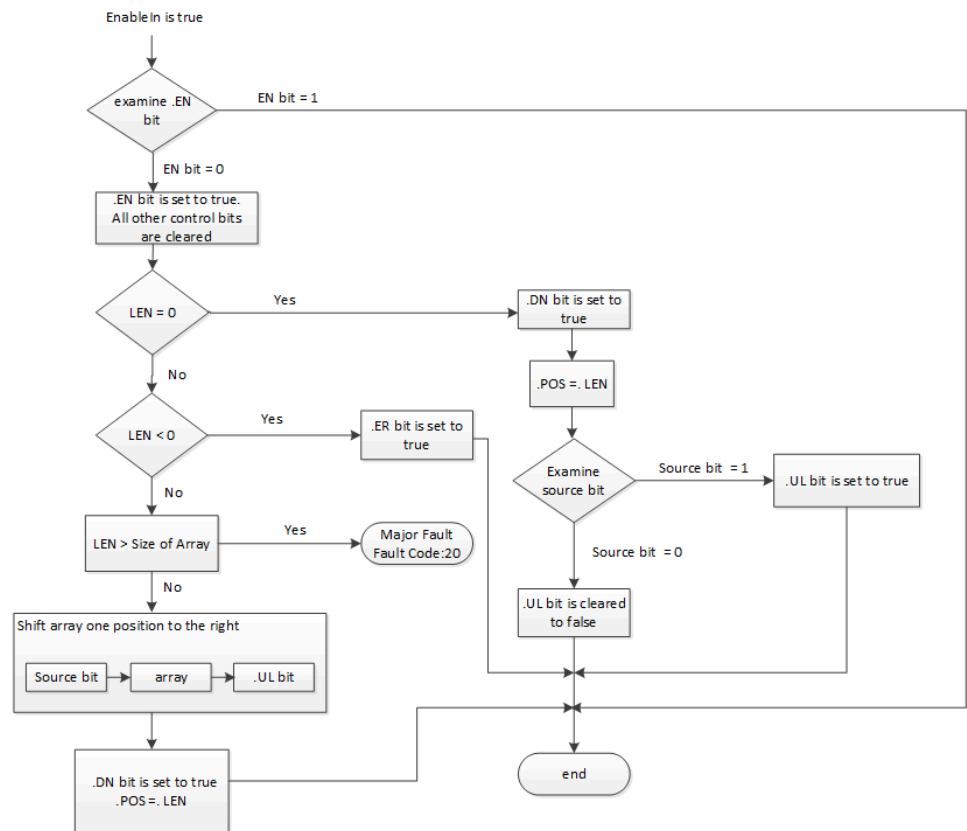 EnableIn is true
examine .EN
bit
EN bit = 1
EN bit = 0
.EN bit is set to true.
All other control bits
are cleared
LEN = 0
Yes
.DN bit is set to
true
No
.POS =. LEN
LEN < 0
Yes
.ER bit is set to
true
Examine
source bit
Source bit = 1
.UL bit is set to true
No
LEN > Size of Array
Yes
Major Fault
Fault Code:20
Source bit = 0
No
.UL bit is cleared
to false
Shift array one position to the right
Source bit
array
.UL bit
.DN bit is set to true
.POS =. LEN
end